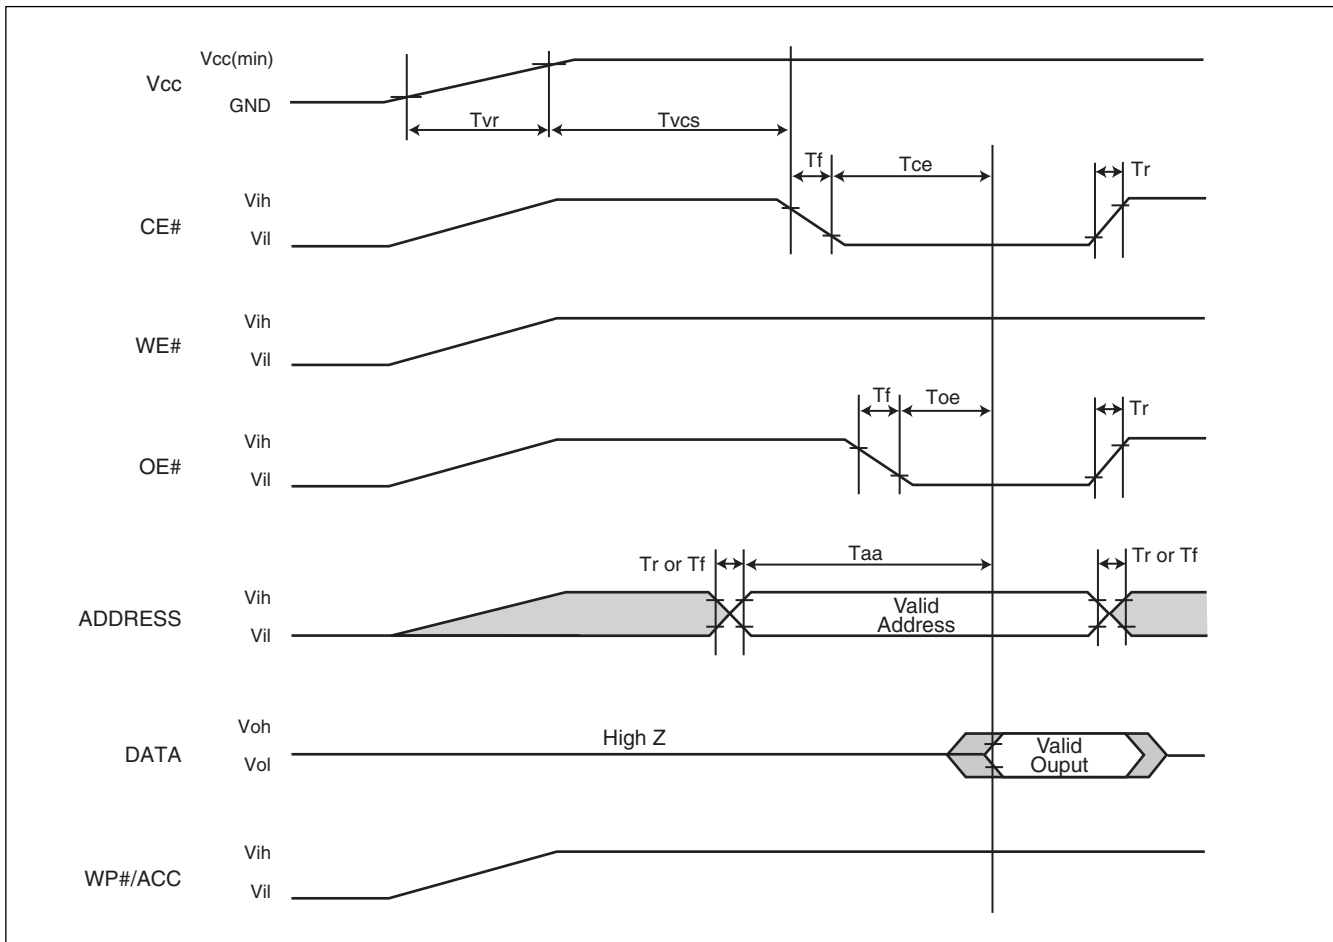 Vcc(min)
Vcc
GND
Tvr
Tvcs
Tf
Tce
Tr
Vih
CE#
Vil
Vih
WE#
Vil
Tf
Toe
Tr
Vih
OE#
Vil
Tr or Tf
Taa
Tr or Tf
Vih
ADDRESS
Vil
Valid
Address
Voh
DATA
Vol
High Z
Valid
Ouput
Vih
WP#/ACC
Vil